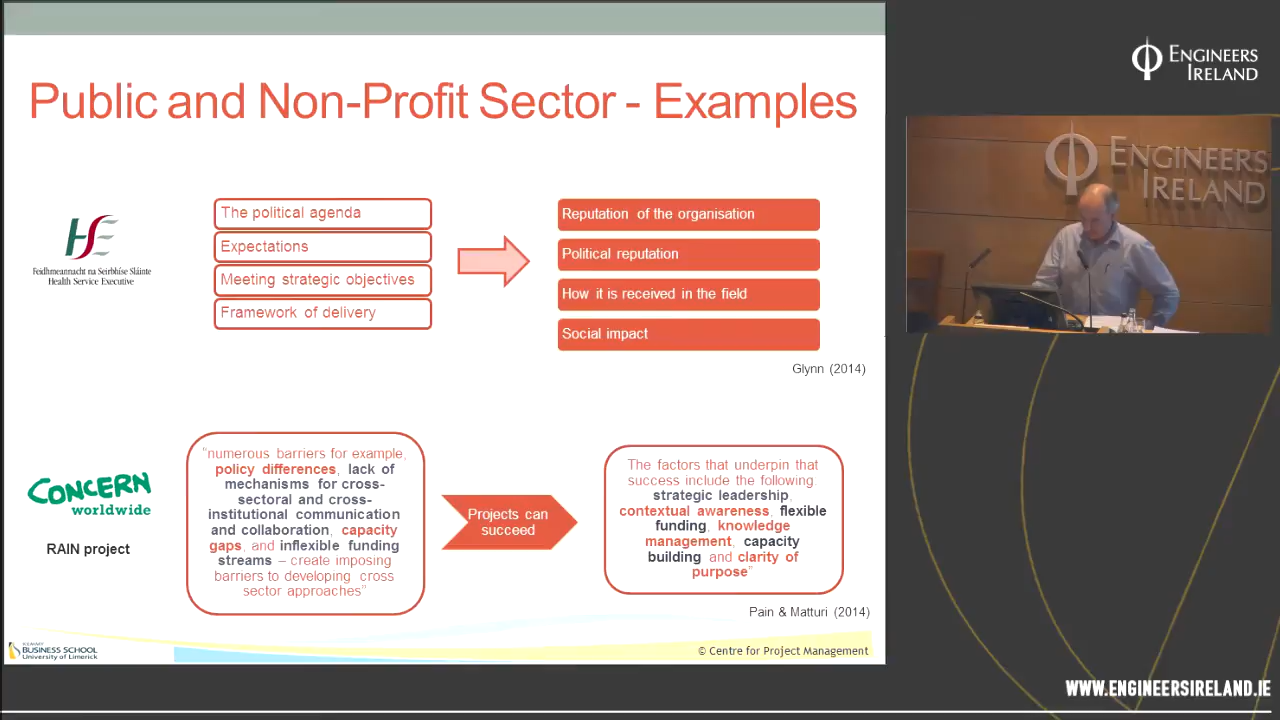 Public and Non-Profit Sector - Examples
HE
Feidhmeannacht na Seirbhíse Sláinte
Health Service Executive
The political agenda
Expectations
Meeting strategic objectives
Framework of delivery
Reputation of the organisation
Political reputation
How it is received in the field
Social impact
Glynn (2014)
CONCERN
worldwide
RAIN project
"numerous barriers for example,
policy differences, lack of
mechanisms for cross-
sectoral and cross-
institutional communication
and collaboration, capacity
gaps, and inflexible funding
streams – create imposing
barriers to developing cross
sector approaches"
Projects can
succeed
The factors that underpin that
success include the following
strategic leadership,
contextual awareness, flexible
funding, knowledge
management, capacity
building and clarity of
purpose"
Pain & Matturi (2014)
KEMMY
BUSINESS SCHOOL
University of Limerick
© Centre for Project Management
ENGINEERS
IRELAND
ENGINEERS
IRELAND
WWW.ENGINEERSIRELAND.IE